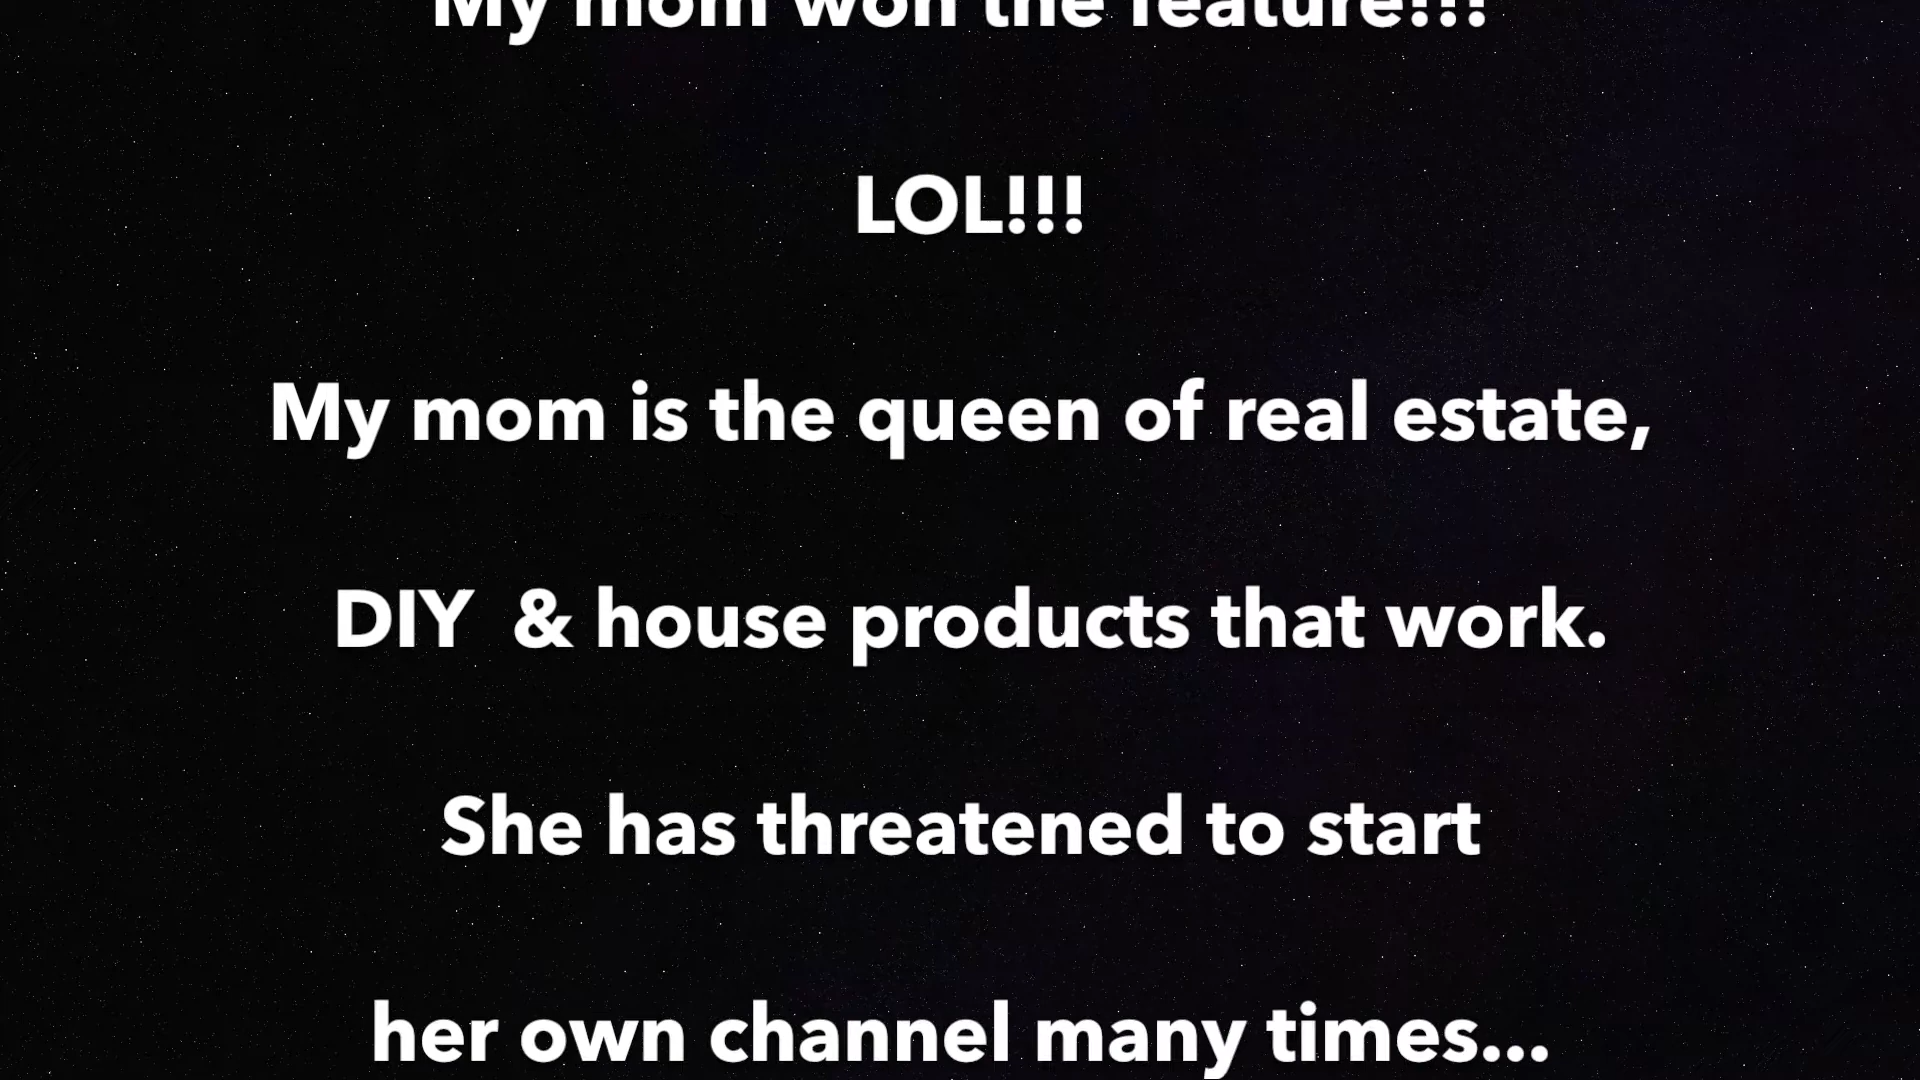 My mom won the feature!!!
LOL!!!
My mom is the queen of real estate,
DIY  & house products that work.
She has threatened to start
her own channel many times...